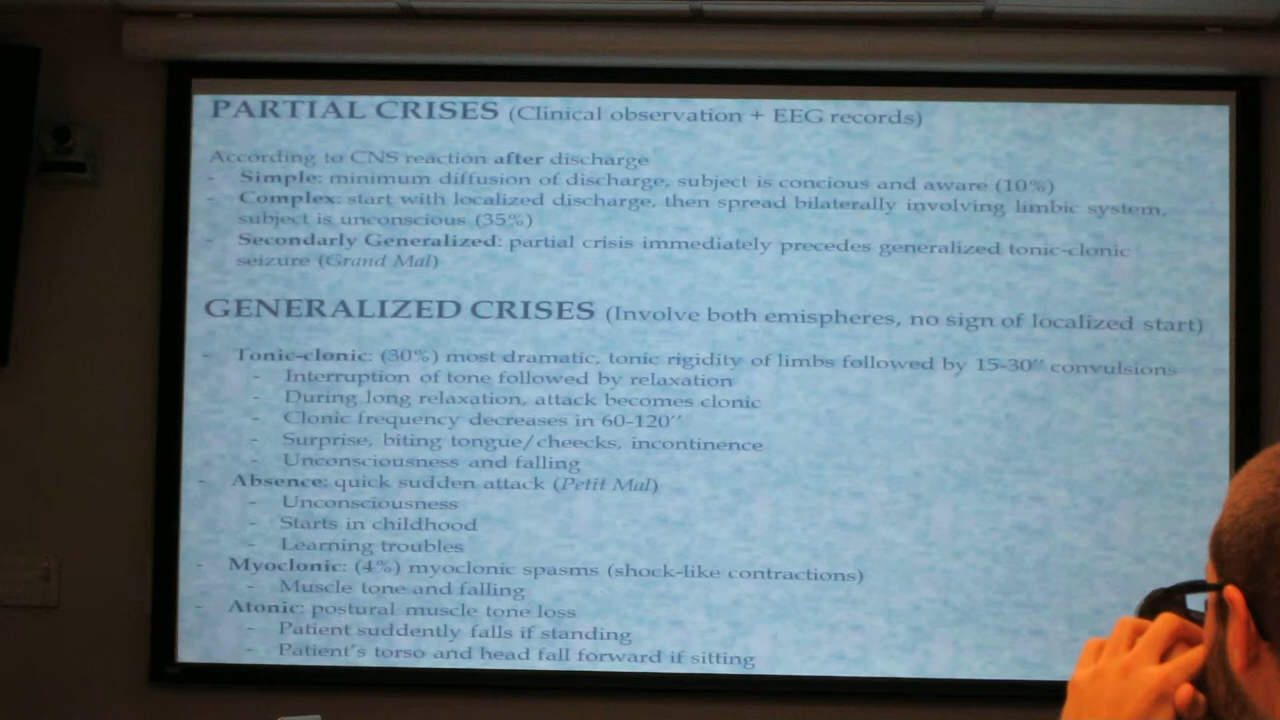 PARTIAL CRISES (Clinical observation + EEG records)
According to CNS reaction after discharge
- Simple: minimum diffusion of discharge, subject is concious and aware (10%)
- Complex: start with localized discharge, then spread bilaterally involving limbic system,
subject is unconscious (35%)
- Secondarly Generalized: partial crisis immediately precedes generalized tonic-clonic
seizure (Grand Mal)
GENERALIZED CRISES (Involve both emispheres, no sign of localized start)
- Tonic-clonic: (30%) most dramatic, tonic rigidity of limbs followed by 15-30'' convulsions
- Interruption of tone followed by relaxation
- During long relaxation, attack becomes clonic
- Clonic frequency decreases in 60-120''
- Surprise, biting tongue/cheecks, incontinence
- Unconsciousness and falling
- Absence: quick sudden attack (Petit Mal)
- Unconsciousness
- Starts in childhood
- Learning troubles
- Myoclonic: (4%) myoclonic spasms (shock-like contractions)
- Muscle tone and falling
- Atonic: postural muscle tone loss
- Patient suddenly falls if standing
- Patient's torso and head fall forward if sitting